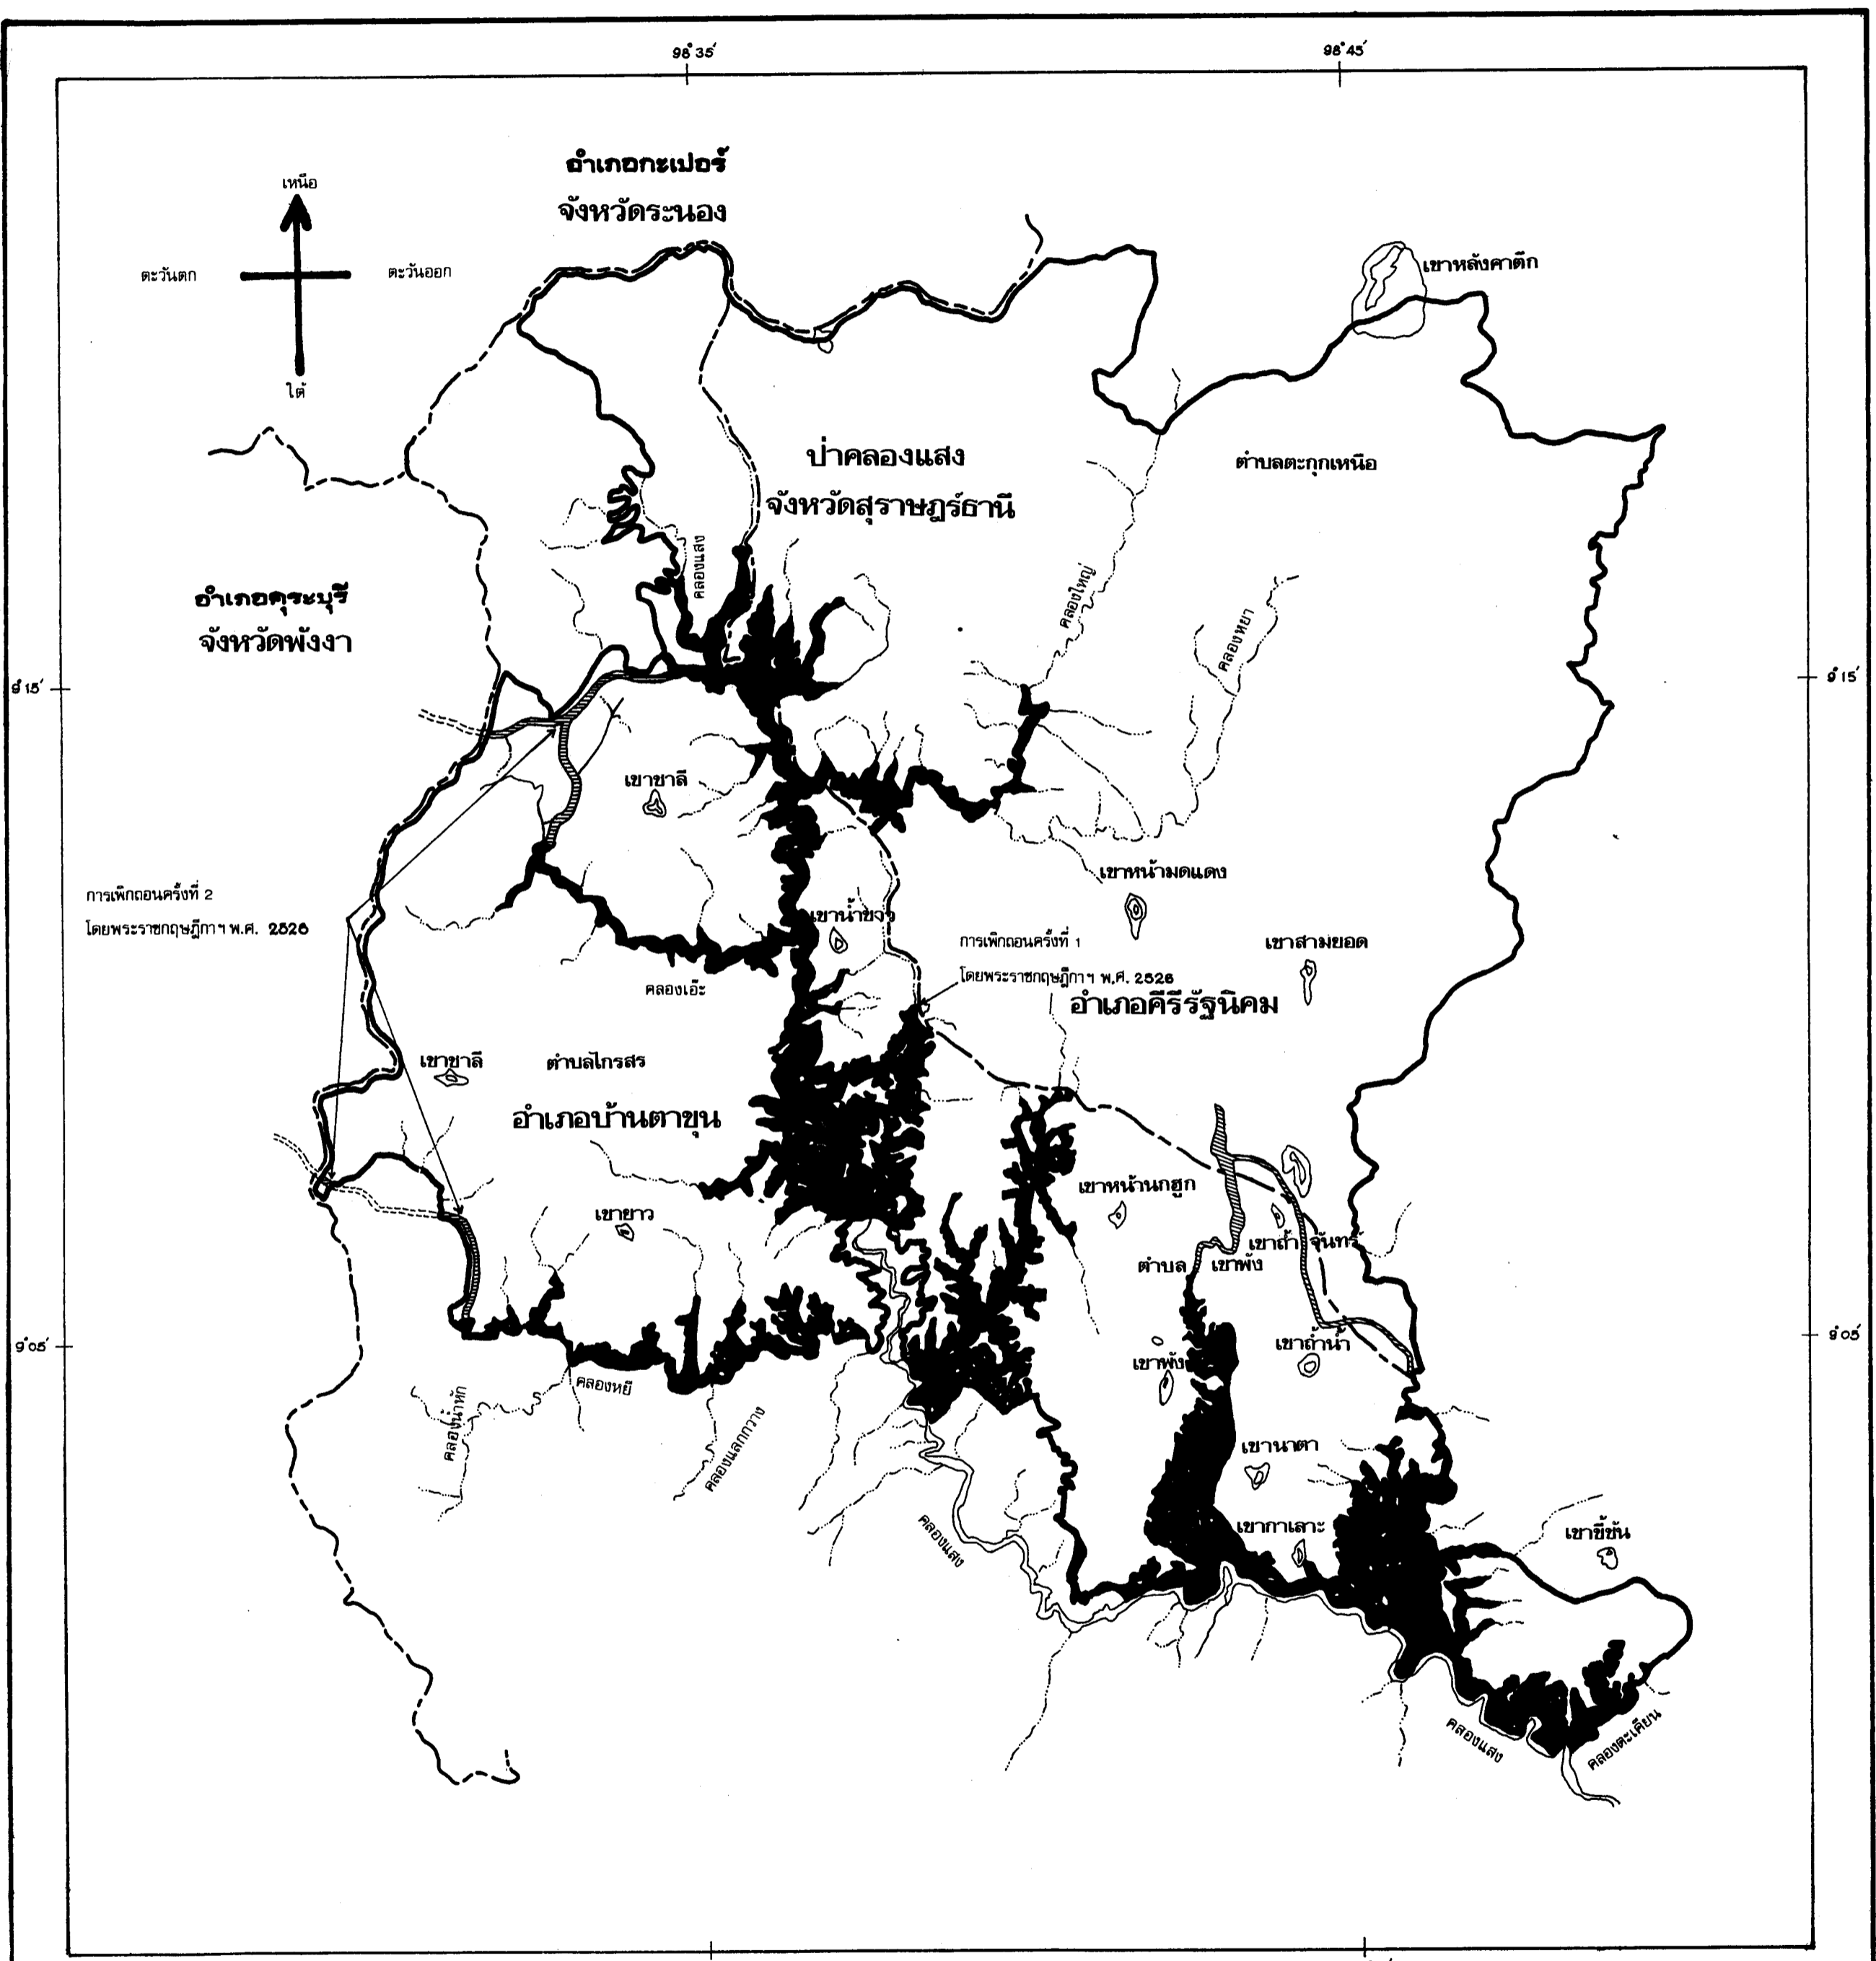 98°35′
98°45′
อำเภอกะเปอร์
จังหวัดระนอง
เหนือ
ตะวันตก
ตะวันออก
ใต้
เขาหลังคาตึก
ป่าคลองแสง
จังหวัดสุราษฎร์ธานี
ตำบลตะกุกเหนือ
คลองแสง
คลองใหญ่
คลองหยา
อำเภอคุระบุรี
จังหวัดพังงา
9°15′
9°15′
เขาชาลี
การเพิกถอนครั้งที่ 2
โดยพระราชกฤษฎีกาฯ พ.ศ. 2526
เขาหน้ามดแดง
เขาน้ำขาว
การเพิกถอนครั้งที่ 1
โดยพระราชกฤษฎีกาฯ พ.ศ. 2526
เขาสามยอด
อำเภอคีรีรัฐนิคม
คลองเอ๊ะ
เขาชาลี
ตำบลไกรสร
อำเภอบ้านตาขุน
เขาหน้านกฮูก
เขายาว
เขาถ้ำ จันทร์
ตำบล เขาพัง
9°05′
9°05′
เขาถ้ำน้ำ
เขาพัง
คลองหยี
คลองน้ำหัก
คลองแลกกวาง
เขานาตา
คลองแสง
เขากาเลาะ
เขาขี้ชัน
คลองแสง
คลองตะเคียน